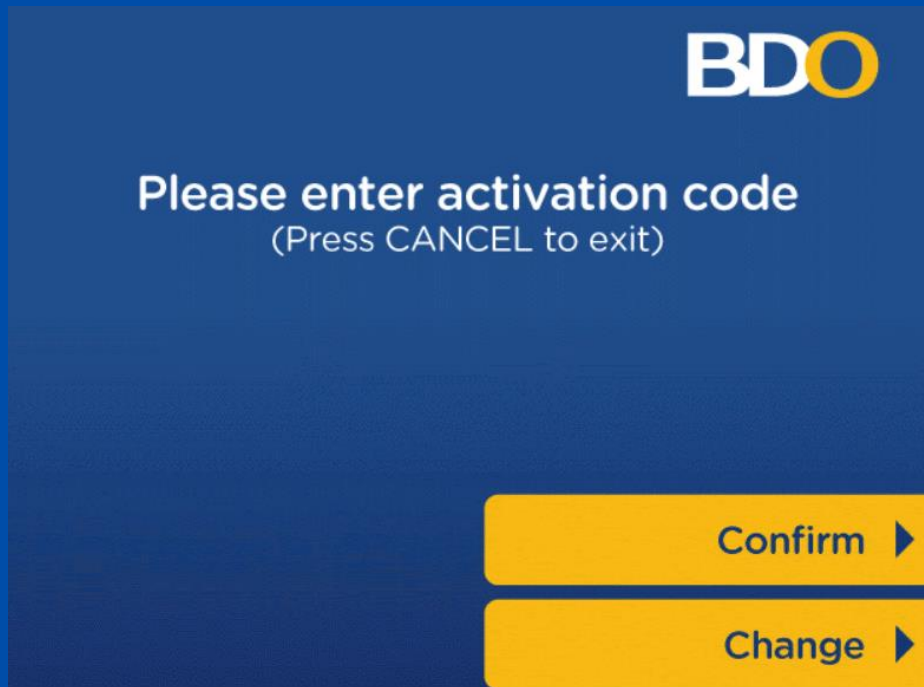 BDO
Please enter activation code
(Press CANCEL to exit)
Confirm
Change